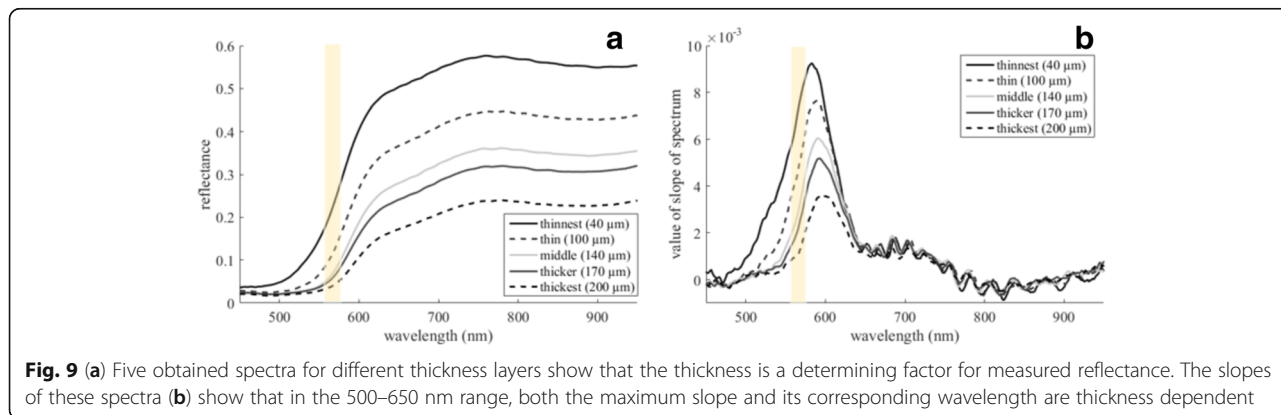 a
0.6
0.5
0.4
0.3
0.2
0.1
0
reflectance
500
600
700
800
900
wavelength (nm)
thinnest (40 μm)
thin (100 μm)
middle (140 μm)
thicker (170 μm)
thickest (200 μm)
b
10 ×10⁻³
8
6
4
2
0
value of slope of spectrum
500
600
700
800
900
wavelength (nm)
thinnest (40 μm)
thin (100 μm)
middle (140 μm)
thicker (170 μm)
thickest (200 μm)
Fig. 9 (a) Five obtained spectra for different thickness layers show that the thickness is a determining factor for measured reflectance. The slopes
of these spectra (b) show that in the 500–650 nm range, both the maximum slope and its corresponding wavelength are thickness dependent